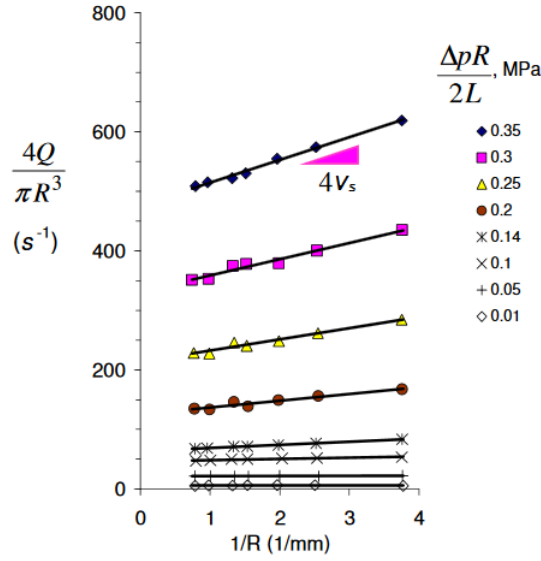 800
600
400
200
0
0 1 2 3 4
1/R (1/mm)
4Q
πR³
(s⁻¹)
4vₛ
ΔpR
2L
, MPa
0.35
0.3
0.25
0.2
0.14
0.1
0.05
0.01